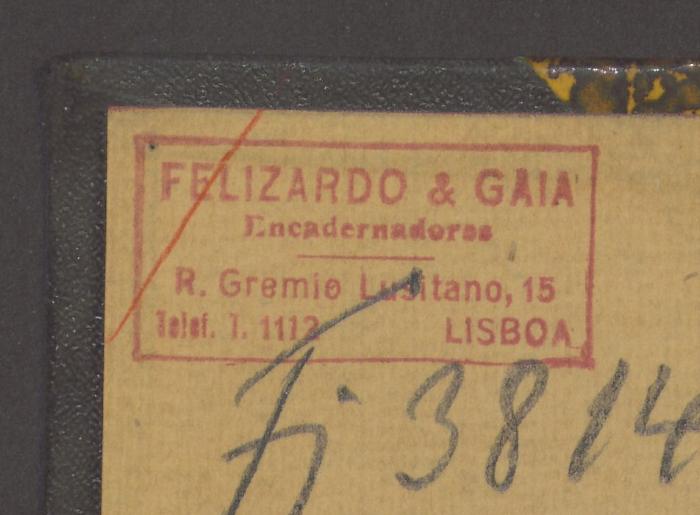 FELIZARDO & GAIA
Encadernadores
R. Gremio Lusitano, 15
Telef. T. 1112 LISBOA
3814